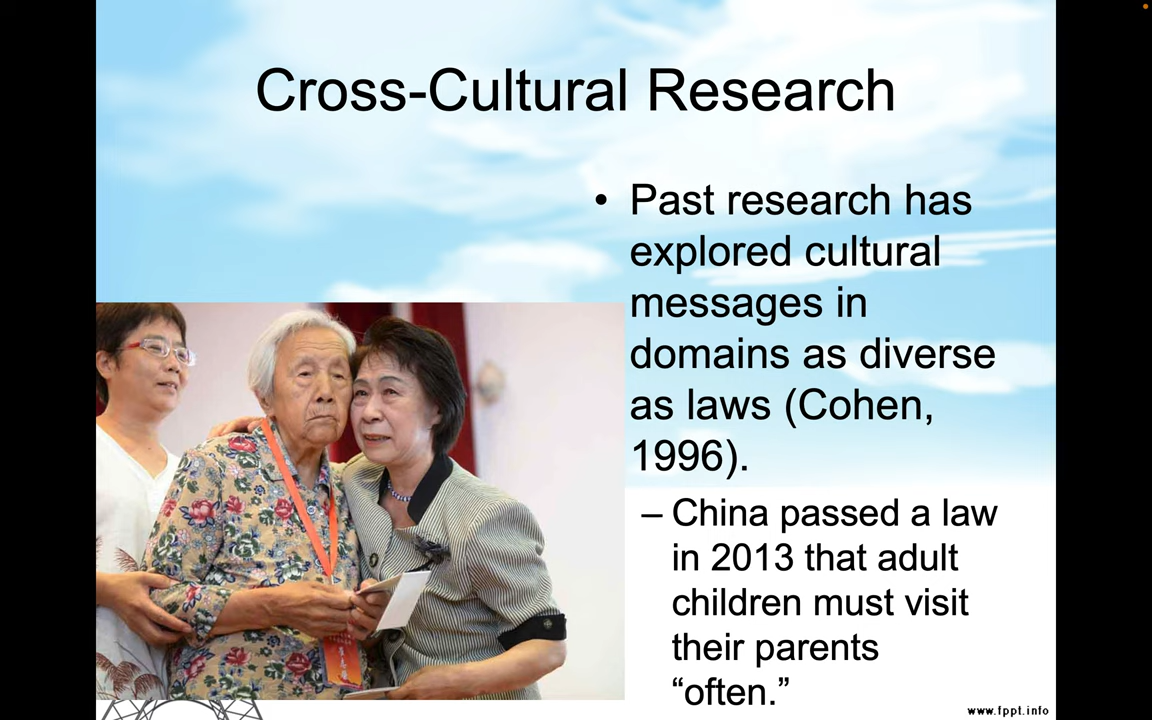 Cross-Cultural Research
• Past research has
explored cultural
messages in
domains as diverse
as laws (Cohen,
1996).
– China passed a law
in 2013 that adult
children must visit
their parents
“often.”
www.fppt.info